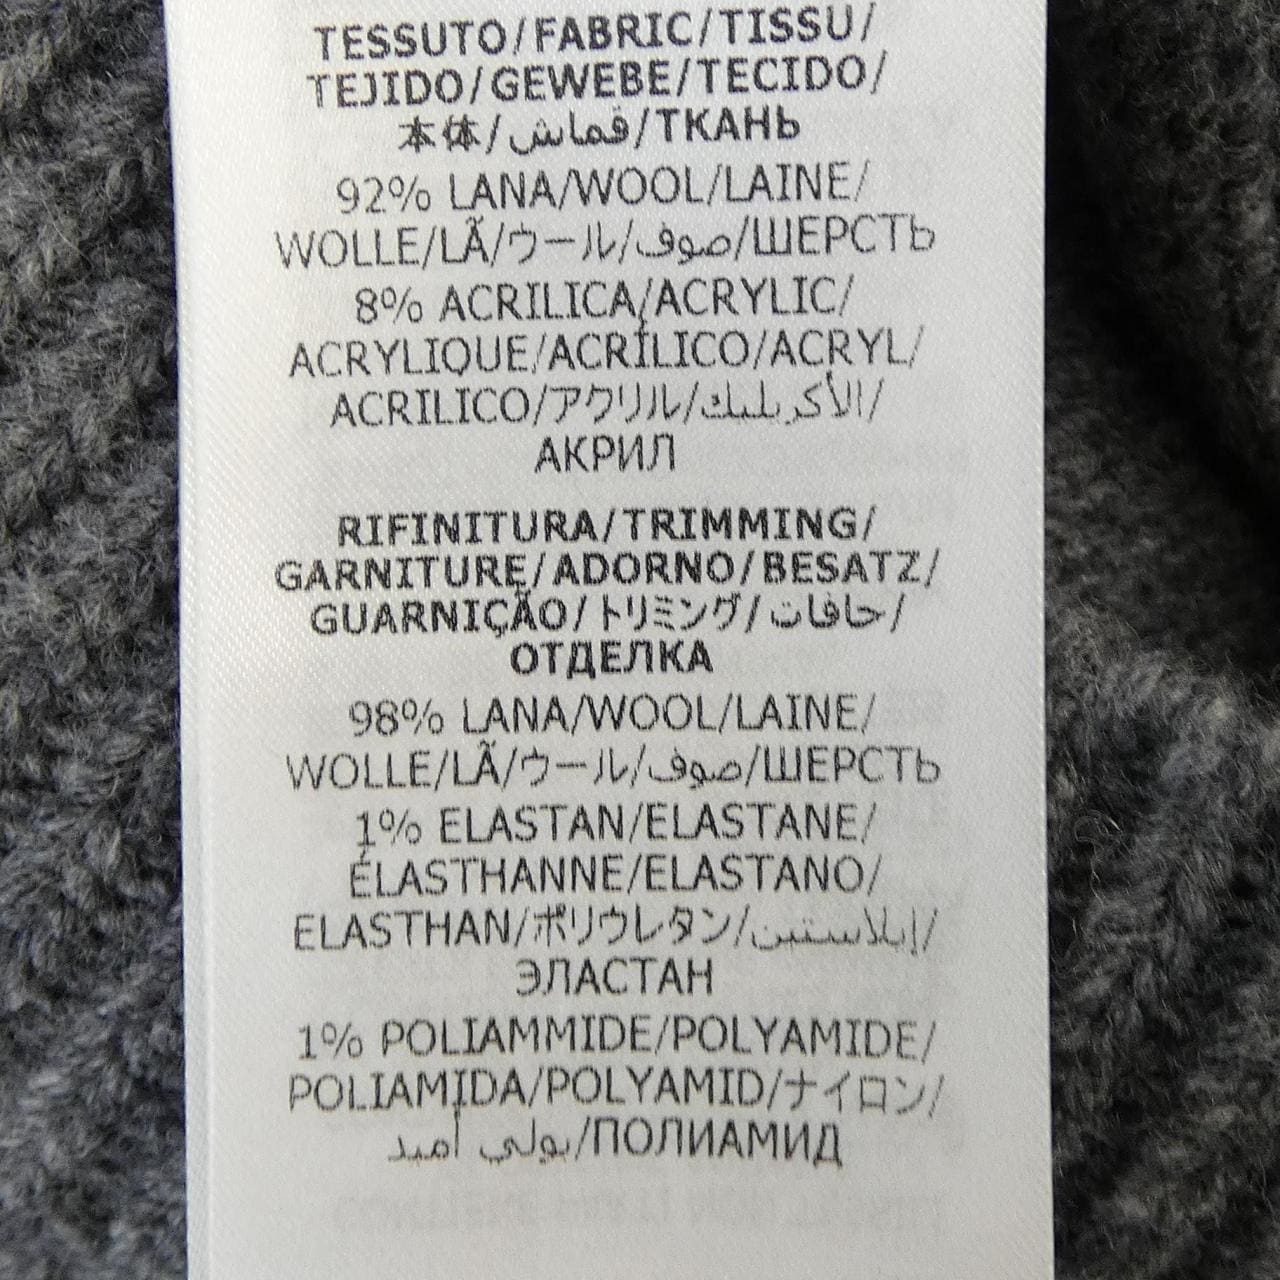 TESSUTO/FABRIC/TISSU/
TEJIDO/GEWEBE/TECIDO/
本体/قماش/ТКАНЬ
92% LANA/WOOL/LAINE/
WOLLE/LÃ/ウール/صوف/ШЕРСТЬ
8% ACRILICA/ACRYLIC/
ACRYLIQUE/ACRÍLICO/ACRYL/
ACRILICO/アクリル/الأكريليك/
АКРИЛ
RIFINITURA/TRIMMING/
GARNITURE/ADORNO/BESATZ/
GUARNIÇÃO/トリミング/حافات/
ОТДЕЛКА
98% LANA/WOOL/LAINE/
WOLLE/LÃ/ウール/صوف/ШЕРСТЬ
1% ELASTAN/ELASTANE/
ÉLASTHANNE/ELASTANO/
ELASTHAN/ポリウレタン/إيلاستين/
ЭЛАСТАН
1% POLIAMMIDE/POLYAMIDE/
POLIAMIDA/POLYAMID/ナイロン/
بولي أميد/ПОЛИАМИД